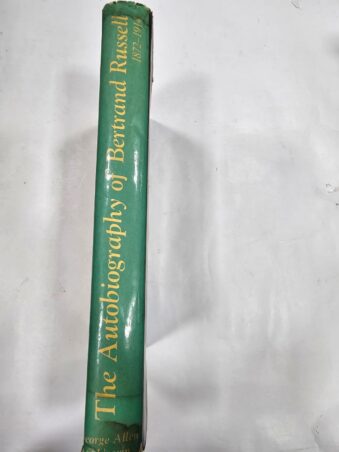 The Autobiography of Bertrand Russell
1872-1914
George Allen